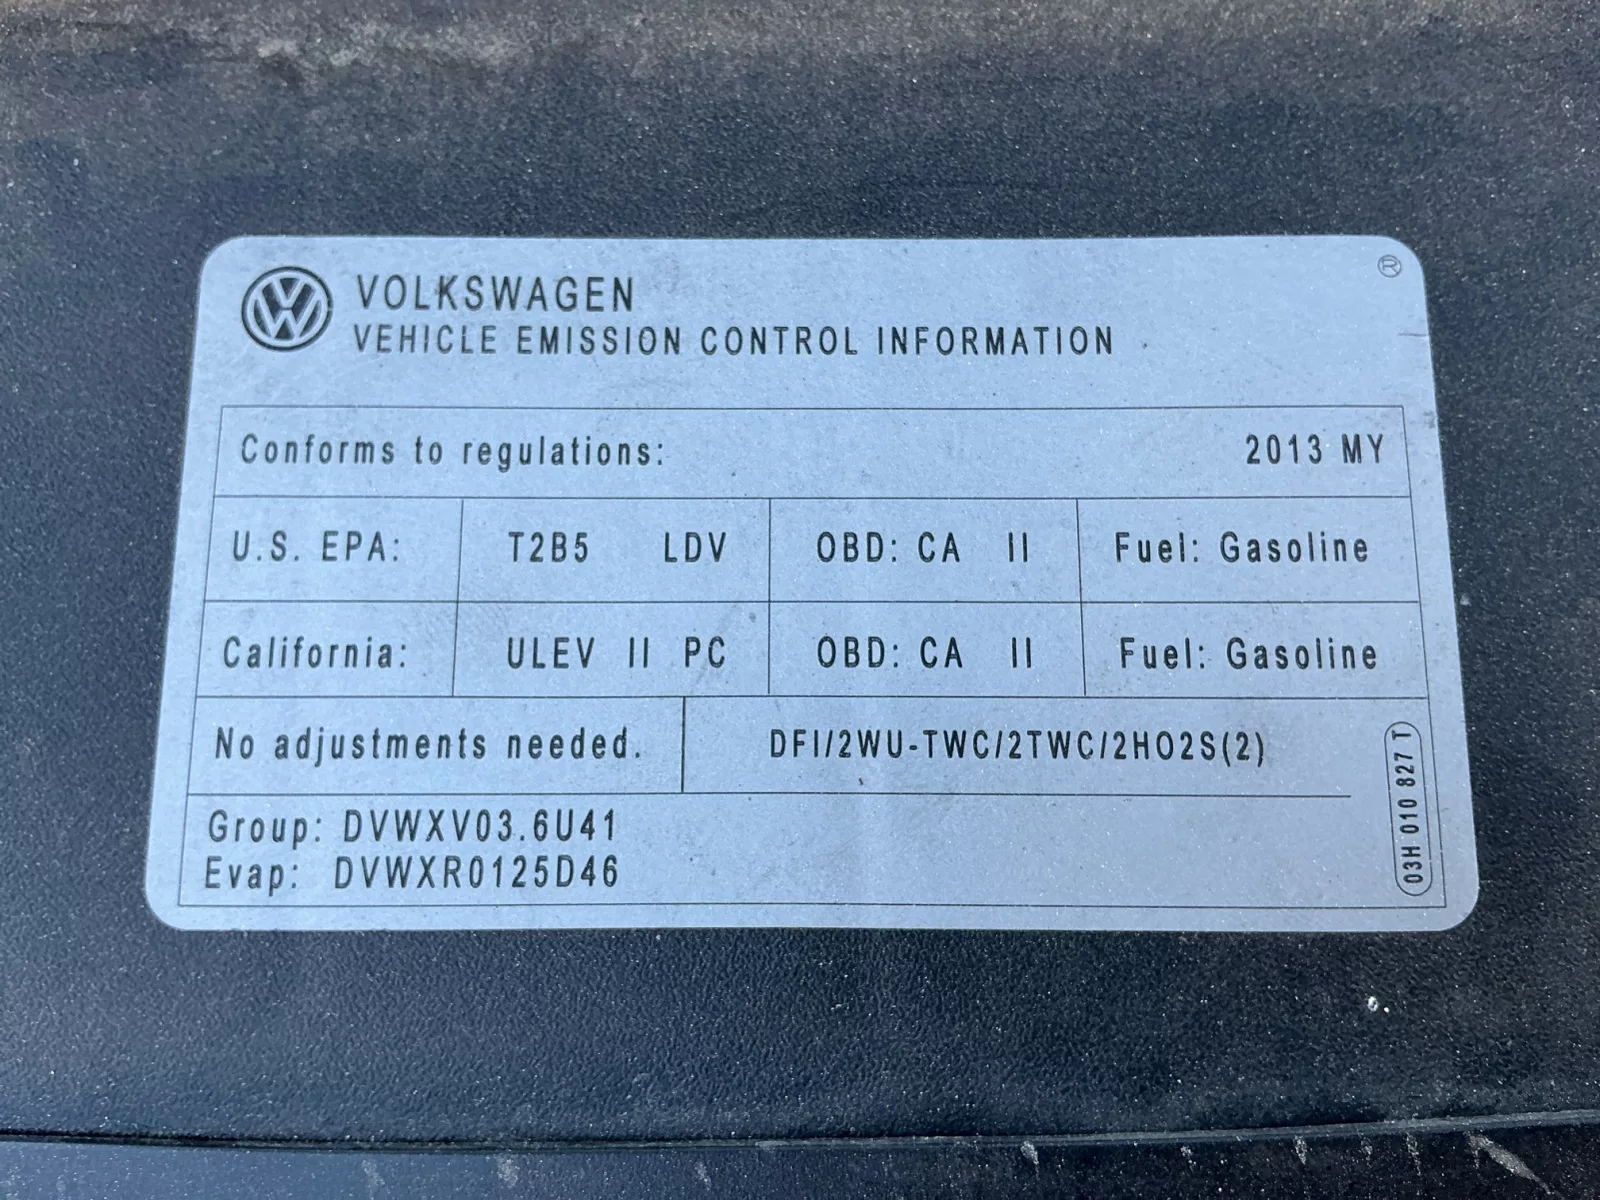 VOLKSWAGEN
VEHICLE EMISSION CONTROL INFORMATION
®
Conforms to regulations: 2013 MY
U.S. EPA: T2B5 LDV OBD: CA II Fuel: Gasoline
California: ULEV II PC OBD: CA II Fuel: Gasoline
No adjustments needed. DFI/2WU-TWC/2TWC/2HO2S(2)
Group: DVWXV03.6U41
Evap: DVWXR0125D46
03H 010 827 T